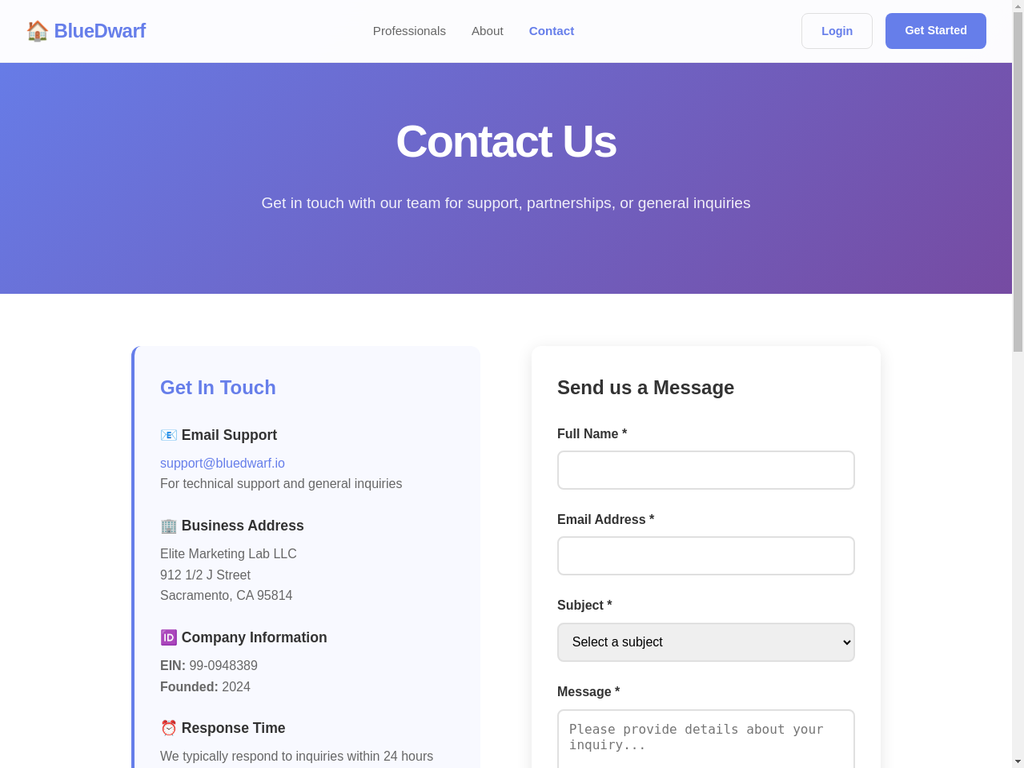 🏠 BlueDwarf
Professionals About Contact
Login Get Started
Contact Us
Get in touch with our team for support, partnerships, or general inquiries
Get In Touch
📧 Email Support
support@bluedwarf.io
For technical support and general inquiries
🏢 Business Address
Elite Marketing Lab LLC
912 1/2 J Street
Sacramento, CA 95814
🆔 Company Information
EIN: 99-0948389
Founded: 2024
⏰ Response Time
We typically respond to inquiries within 24 hours
Send us a Message
Full Name *
Email Address *
Subject *
Select a subject
Message *
Please provide details about your
inquiry...